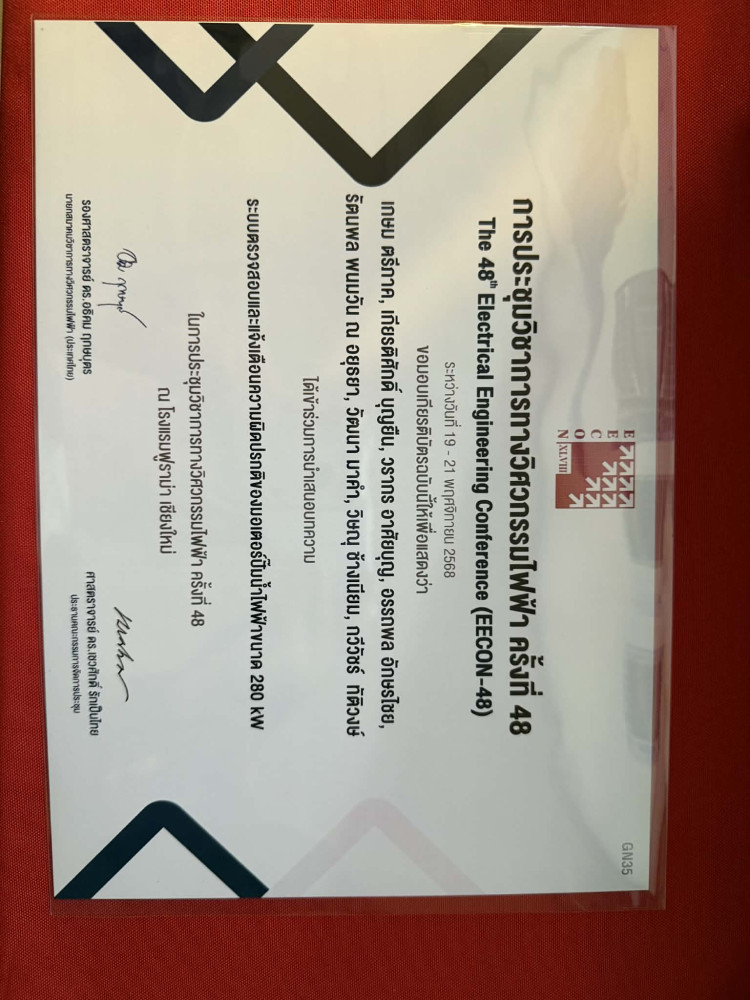 GN35
E
E
C
O
N XLVIII
การประชุมวิชาการทางวิศวกรรมไฟฟ้า ครั้งที่ 48
The 48th Electrical Engineering Conference (EECON-48)
ระหว่างวันที่ 19 - 21 พฤศจิกายน 2568
ขอมอบเกียรติบัตรฉบับนี้ให้เพื่อแสดงว่า
เกษม ตรีภาค, เกียรติศักดิ์ บุญยืน, วรากร อาศัยบุญ, อรรถพล อักษรไชย,
รัตนพล พนมวัน ณ อยุธยา, วัฒนา มาคำ, วิษณุ ช้างเนียม, ทวีวัชร์ ทัติวงษ์
ได้เข้าร่วมการนำเสนอบทความ
ระบบตรวจสอบและแจ้งเตือนความผิดปรกติของมอเตอร์ปั๊มน้ำไฟฟ้าขนาด 280 kW
ในการประชุมวิชาการทางวิศวกรรมไฟฟ้า ครั้งที่ 48
ณ โรงแรมฟูราม่า เชียงใหม่
รองศาสตราจารย์ ดร.อธิคม ฤกษบุตร
นายกสมาคมวิชาการทางวิศวกรรมไฟฟ้า (ประเทศไทย)
ศาสตราจารย์ ดร.เชวศักดิ์ รักเป็นไทย
ประธานคณะกรรมการจัดการประชุม